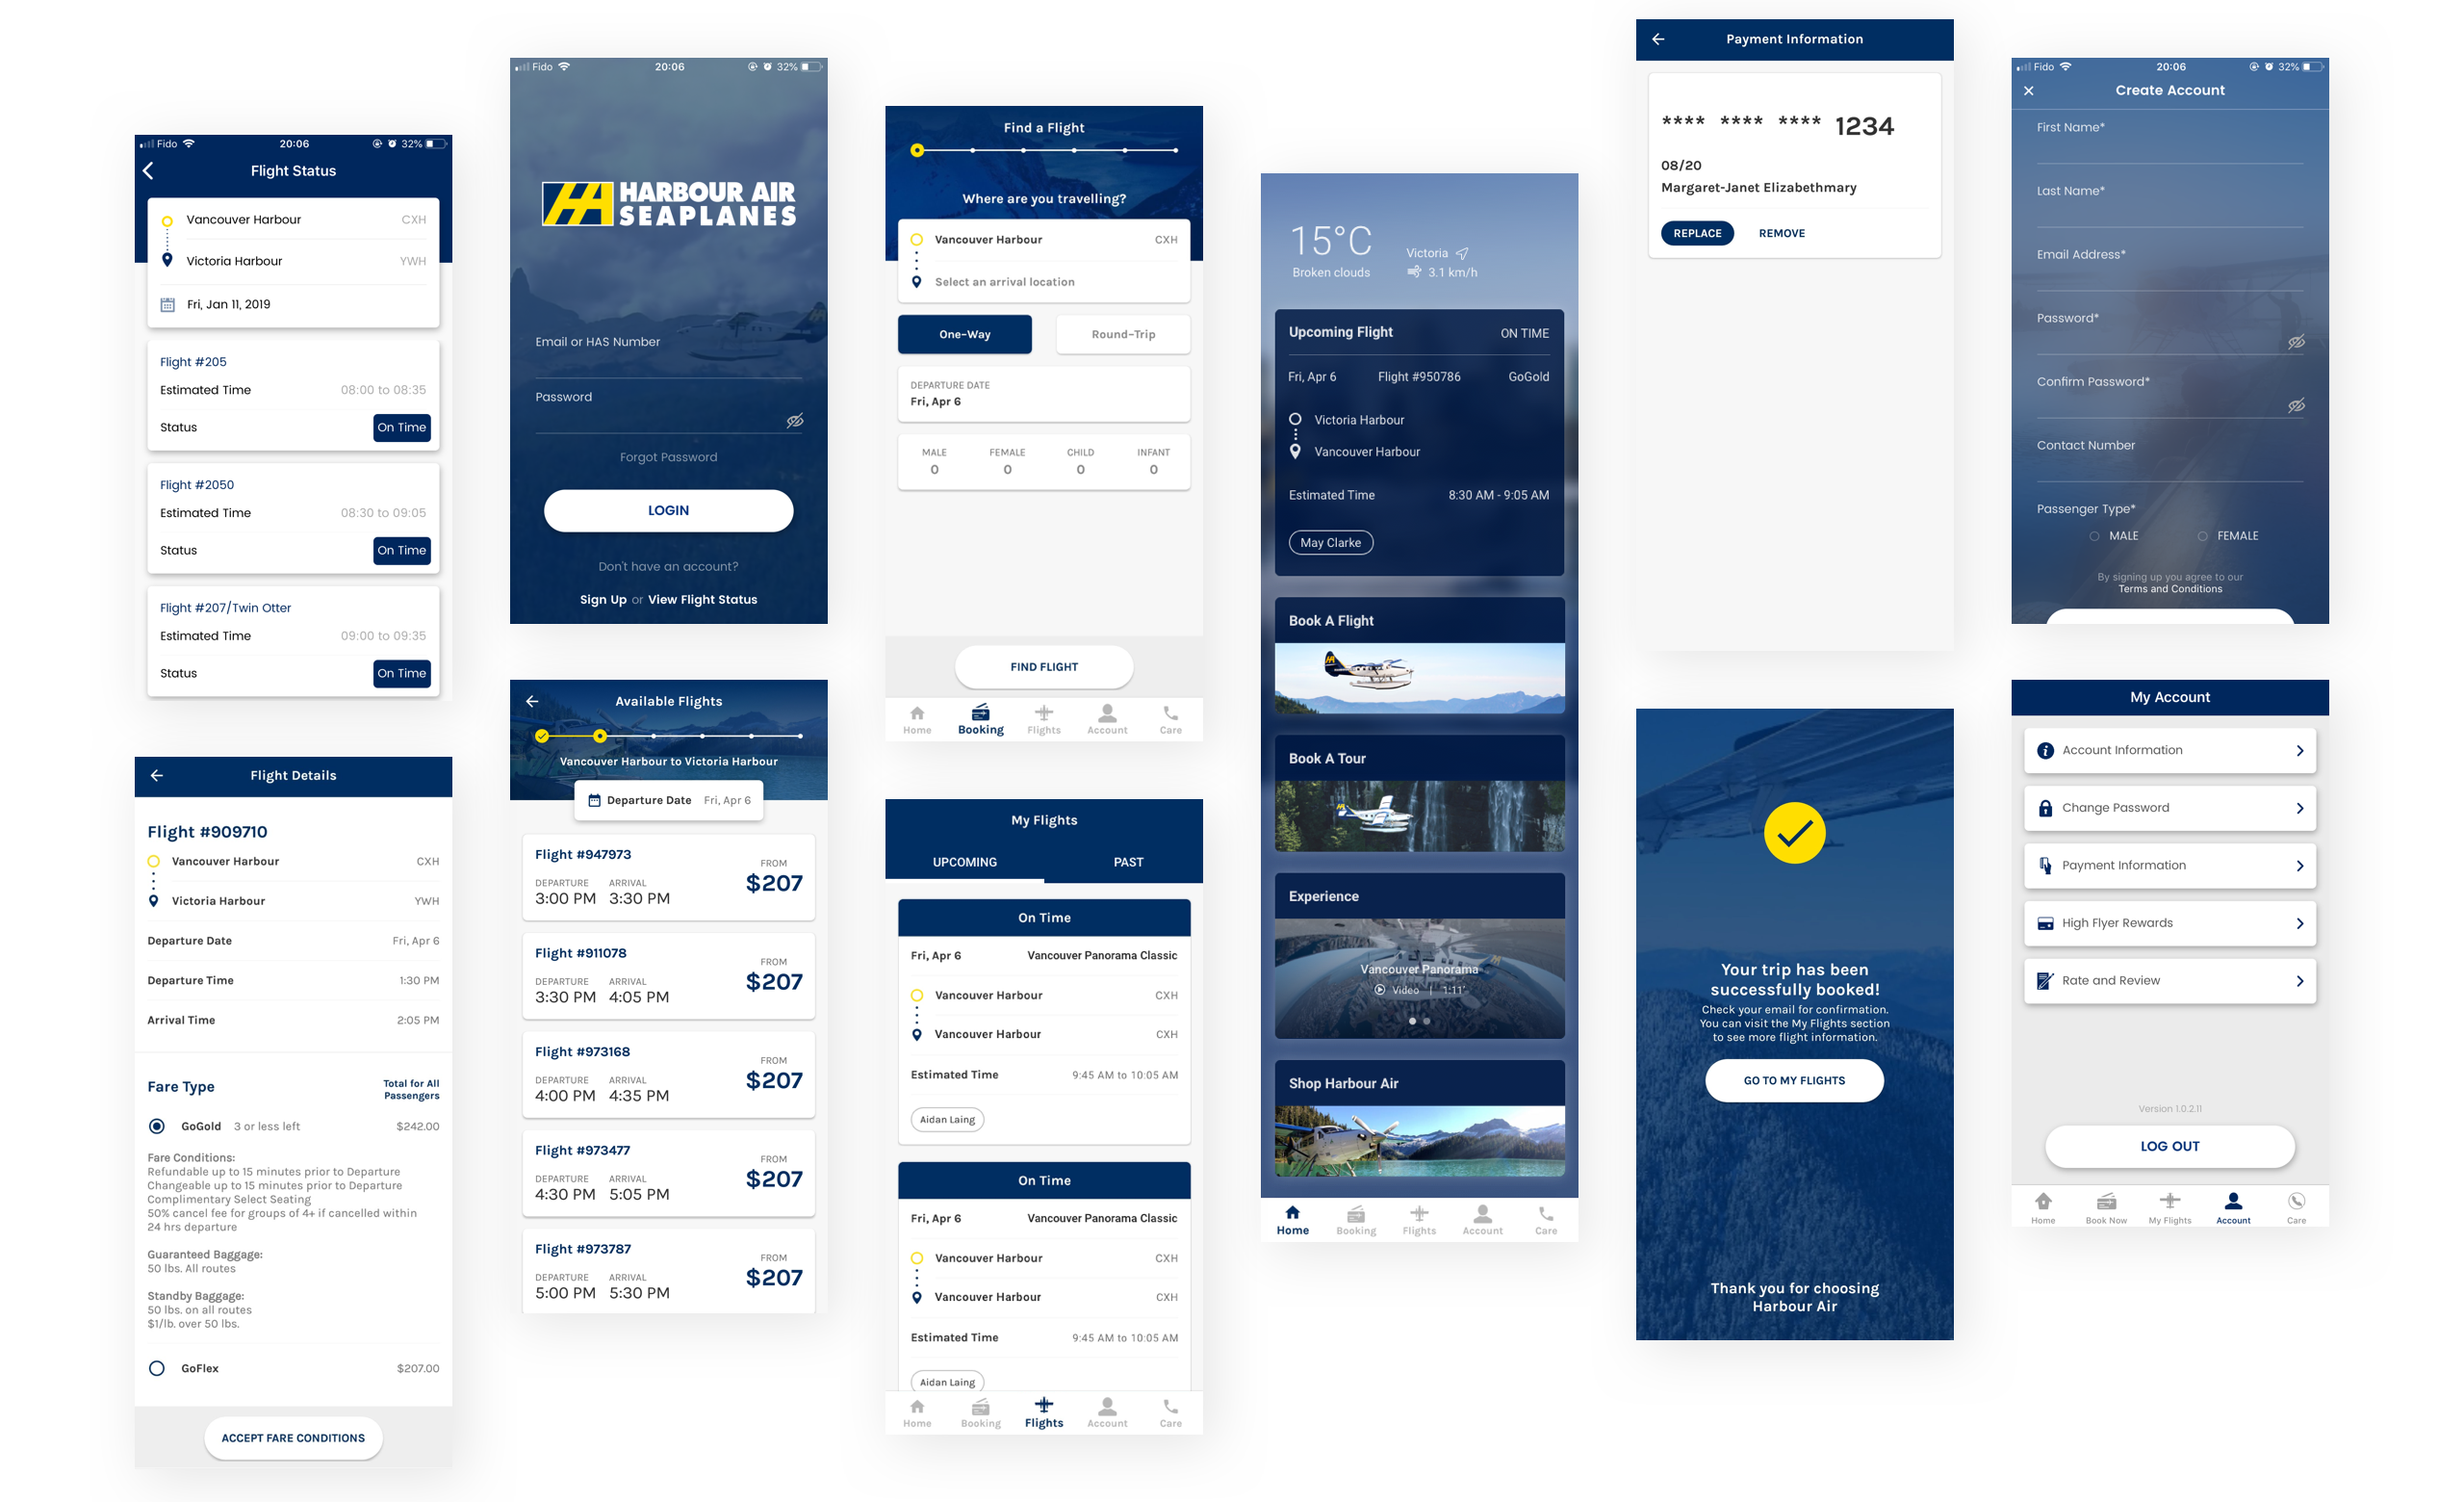 Fido 20:06 32%
Flight Status
Vancouver Harbour CXH
Victoria Harbour YWH
Fri, Jan 11, 2019
Flight #205
Estimated Time 08:00 to 08:35
Status On Time
Flight #2050
Estimated Time 08:30 to 09:05
Status On Time
Flight #207/Twin Otter
Estimated Time 09:00 to 09:35
Status On Time
Flight Details
Flight #909710
Vancouver Harbour CXH
Victoria Harbour YWH
Departure Date Fri, Apr 6
Departure Time 1:30 PM
Arrival Time 2:05 PM
Fare Type Total for All
Passengers
GoGold 3 or less left $242.00
Fare Conditions:
Refundable up to 15 minutes prior to Departure
Changeable up to 15 minutes prior to Departure
Complimentary Select Seating
50% cancel fee for groups of 4+ if cancelled within
24 hrs departure
Guaranteed Baggage:
50 lbs. All routes
Standby Baggage:
50 lbs. on all routes
$1/lb. over 50 lbs.
GoFlex $207.00
ACCEPT FARE CONDITIONS
Fido 20:06 32%
HARBOUR AIR
SEAPLANES
Email or HAS Number
Password
Forgot Password
LOGIN
Don't have an account?
Sign Up or View Flight Status
Available Flights
Vancouver Harbour to Victoria Harbour
Departure Date Fri, Apr 6
Flight #947973
FROM
DEPARTURE ARRIVAL $207
3:00 PM 3:30 PM
Flight #911078
FROM
DEPARTURE ARRIVAL $207
3:30 PM 4:05 PM
Flight #973168
FROM
DEPARTURE ARRIVAL $207
4:00 PM 4:35 PM
Flight #973477
FROM
DEPARTURE ARRIVAL $207
4:30 PM 5:05 PM
Flight #973787
FROM
DEPARTURE ARRIVAL $207
5:00 PM 5:30 PM
Find a Flight
Where are you travelling?
Vancouver Harbour CXH
Select an arrival location
One-Way Round-Trip
DEPARTURE DATE
Fri, Apr 6
MALE FEMALE CHILD INFANT
0 0 0 0
FIND FLIGHT
Home Booking Flights Account Care
My Flights
UPCOMING PAST
On Time
Fri, Apr 6 Vancouver Panorama Classic
Vancouver Harbour CXH
Vancouver Harbour CXH
Estimated Time 9:45 AM to 10:05 AM
Aidan Laing
On Time
Fri, Apr 6 Vancouver Panorama Classic
Vancouver Harbour CXH
Vancouver Harbour CXH
Estimated Time 9:45 AM to 10:05 AM
Aidan Laing
Home Booking Flights Account Care
15°C
Broken clouds
Victoria
3.1 km/h
Upcoming Flight ON TIME
Fri, Apr 6 Flight #950786 GoGold
Victoria Harbour
Vancouver Harbour
Estimated Time 8:30 AM - 9:05 AM
May Clarke
Book A Flight
Book A Tour
Experience
Vancouver Panorama
Video | 1:11'
Shop Harbour Air
Home Booking Flights Account Care
Payment Information
**** **** **** 1234
08/20
Margaret-Janet Elizabethmary
REPLACE REMOVE
Your trip has been
successfully booked!
Check your email for confirmation.
You can visit the My Flights section
to see more flight information.
GO TO MY FLIGHTS
Thank you for choosing
Harbour Air
Fido 20:06 32%
Create Account
First Name*
Last Name*
Email Address*
Password*
Confirm Password*
Contact Number
Passenger Type*
MALE FEMALE
By signing up you agree to our
Terms and Conditions
My Account
Account Information
Change Password
Payment Information
High Flyer Rewards
Rate and Review
Version 1.0.2.11
LOG OUT
Home Book Now My Flights Account Care